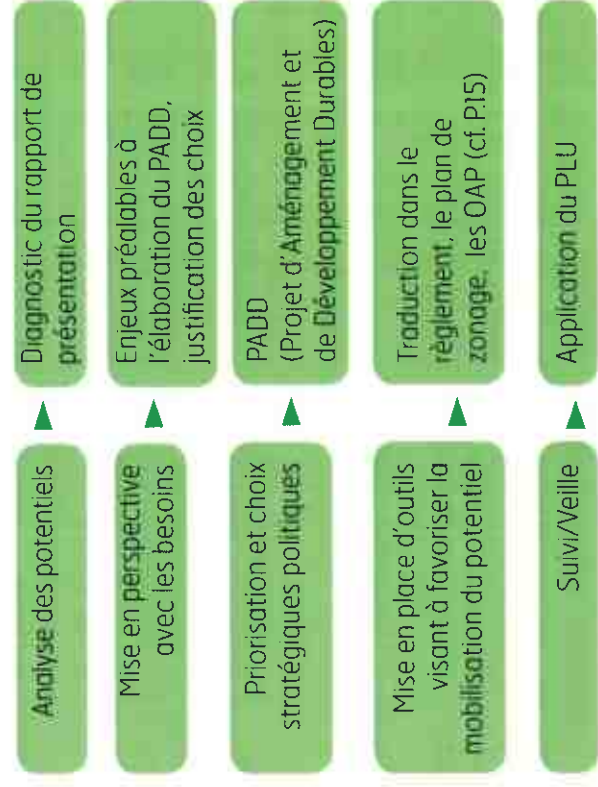 Analyse des potentiels
Diagnostic du rapport de
présentation
Mise en perspective
avec les besoins
Enjeux préalables à
l'élaboration du PADD,
justification des choix
Priorisation et choix
stratégiques politiques
PADD
(Projet d'Aménagement et
de Développement Durables)
Mise en place d'outils
visant à favoriser la
mobilisation du potentiel
Traduction dans le
règlement, le plan de
zonage, les OAP (cf. P.15)
Suivi/Veille
Application du PLU